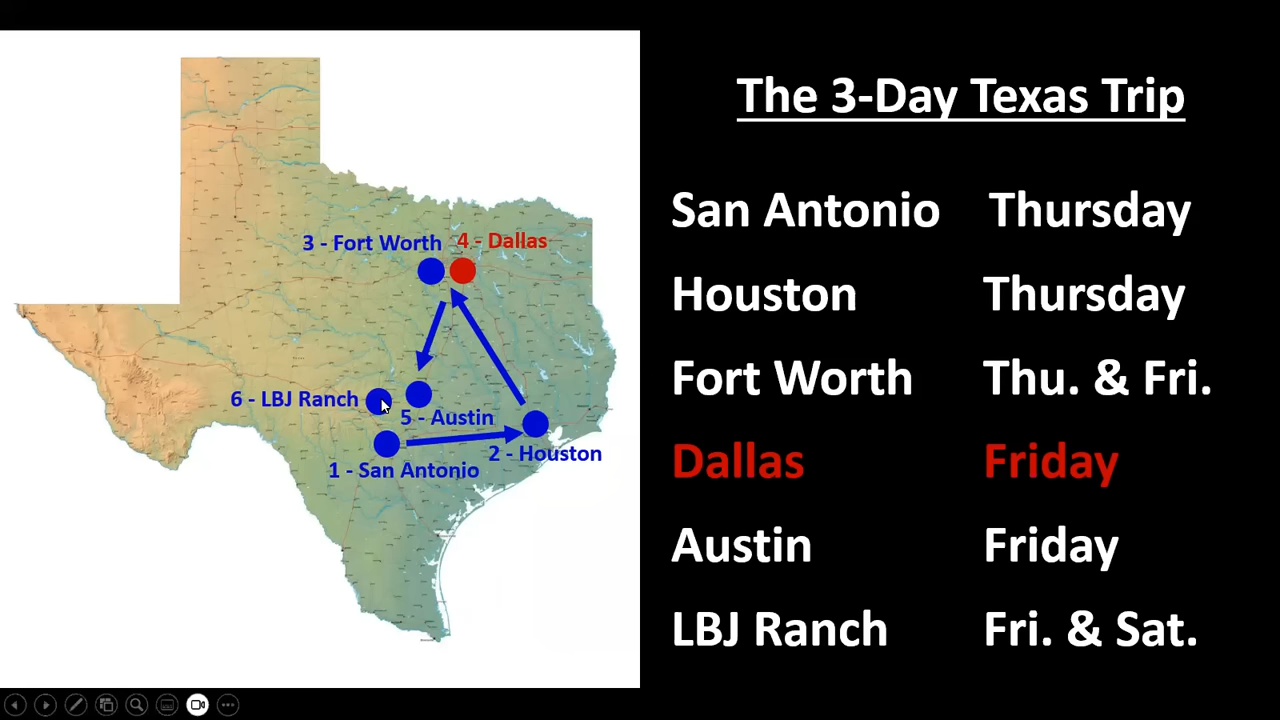 The 3-Day Texas Trip
San Antonio Thursday
Houston Thursday
Fort Worth Thu. & Fri.
Dallas Friday
Austin Friday
LBJ Ranch Fri. & Sat.
3 - Fort Worth
4 - Dallas
6 - LBJ Ranch
5 - Austin
2 - Houston
1 - San Antonio